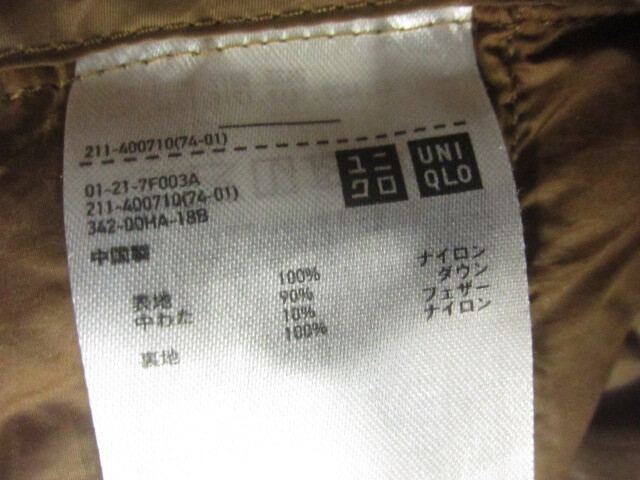 211-400710(74-01)
01-21-7F003A
211-400710(74-01)
342-00HA-18B
ユニ
クロ
UNI
QLO
中国製
表地 100% ナイロン
中わた 90% ダウン
10% フェザー
裏地 100% ナイロン